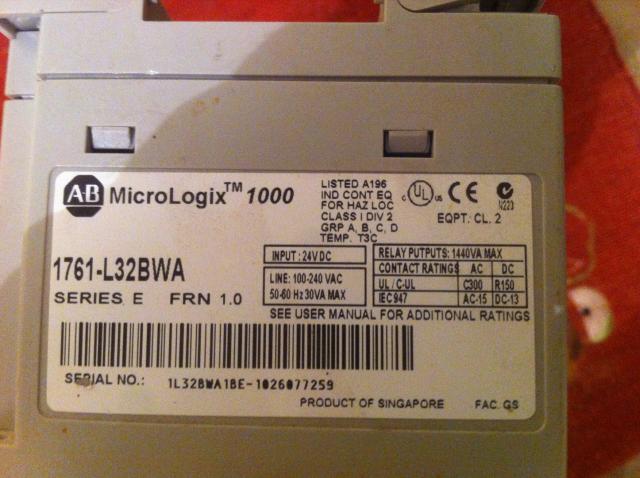 AB MicroLogix™ 1000
LISTED A196
IND CONT EQ
FOR HAZ LOC
CLASS I DIV 2
GRP A, B, C, D
TEMP. T3C
c UL us CE
N223
EQPT: CL. 2
1761-L32BWA
SERIES E FRN 1.0
INPUT: 24V DC
LINE: 100-240 VAC
50-60 Hz 30VA MAX
RELAY PUTPUTS: 1440VA MAX
CONTACT RATINGS AC DC
UL / C-UL C300 R150
IEC947 AC-15 DC-13
SEE USER MANUAL FOR ADDITIONAL RATINGS
SERIAL NO.: 1L32BWA1BE-1026077259
PRODUCT OF SINGAPORE FAC. GS